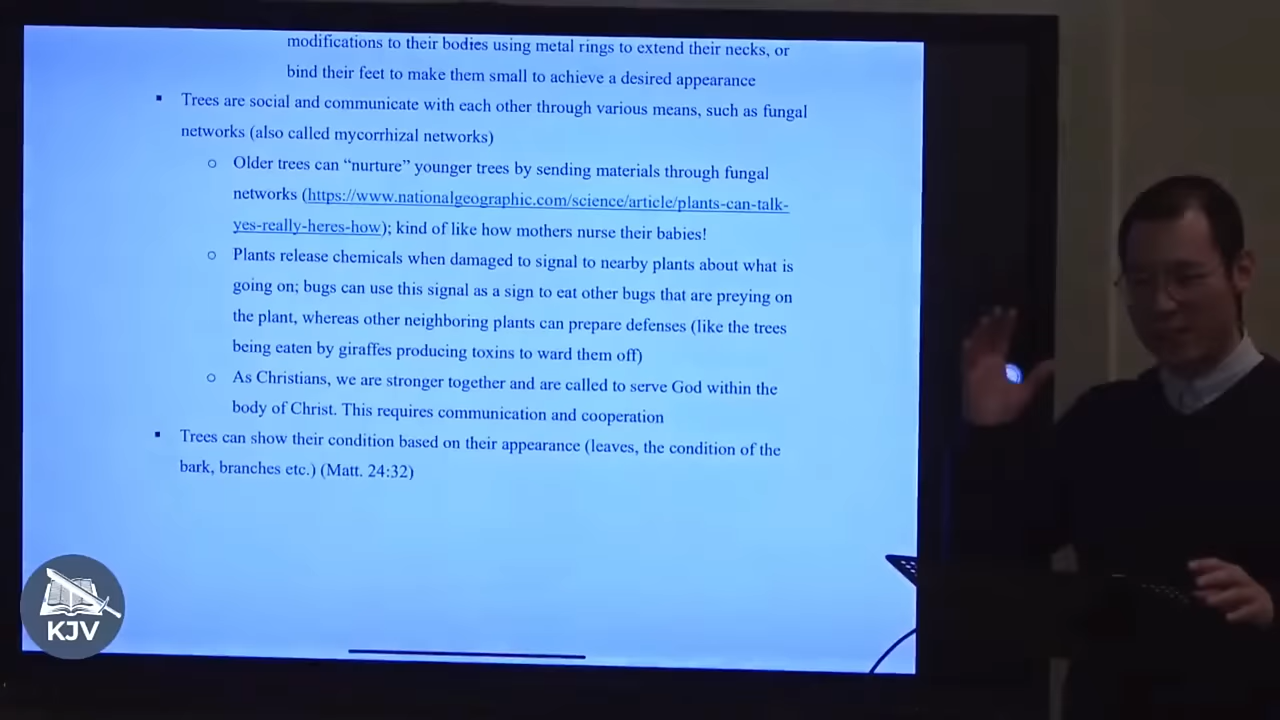 modifications to their bodies using metal rings to extend their necks, or
bind their feet to make them small to achieve a desired appearance
▪ Trees are social and communicate with each other through various means, such as fungal
networks (also called mycorrhizal networks)
o Older trees can “nurture” younger trees by sending materials through fungal
networks (https://www.nationalgeographic.com/science/article/plants-can-talk-
yes-really-heres-how); kind of like how mothers nurse their babies!
o Plants release chemicals when damaged to signal to nearby plants about what is
going on; bugs can use this signal as a sign to eat other bugs that are preying on
the plant, whereas other neighboring plants can prepare defenses (like the trees
being eaten by giraffes producing toxins to ward them off)
o As Christians, we are stronger together and are called to serve God within the
body of Christ. This requires communication and cooperation
▪ Trees can show their condition based on their appearance (leaves, the condition of the
bark, branches etc.) (Matt. 24:32)
KJV